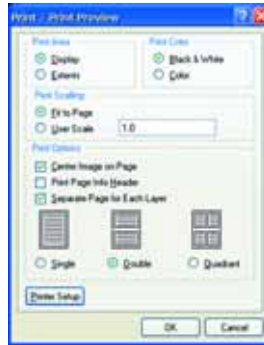 Print / Print Preview
Print Area
Display
Extents
Print Color
Black & White
Color
Print Scaling
Fit to Page
User Scale 1.0
Print Options
Center Image on Page
Print Page Info Header
Separate Page for Each Layer
Single Double Quadrant
Printer Setup
OK Cancel